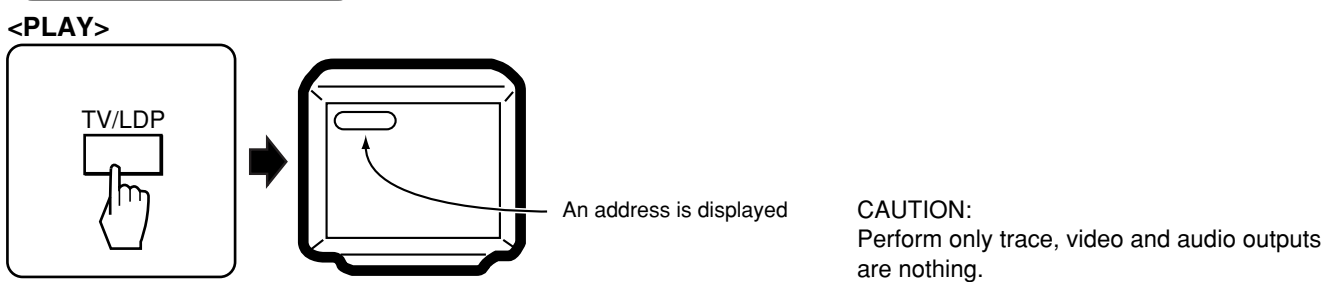 <PLAY>
TV/LDP
An address is displayed
CAUTION:
Perform only trace, video and audio outputs
are nothing.